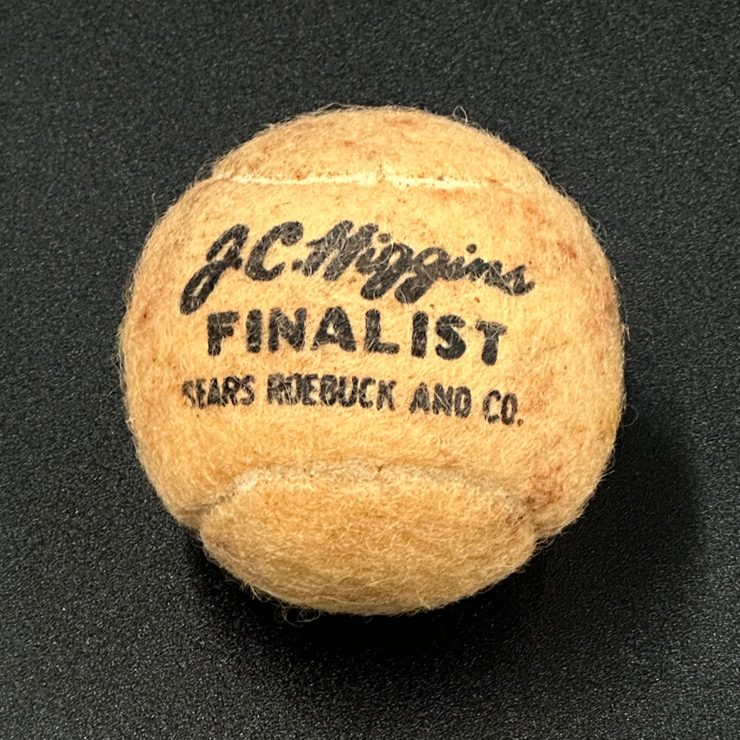 J.C. Higgins
FINALIST
SEARS ROEBUCK AND CO.